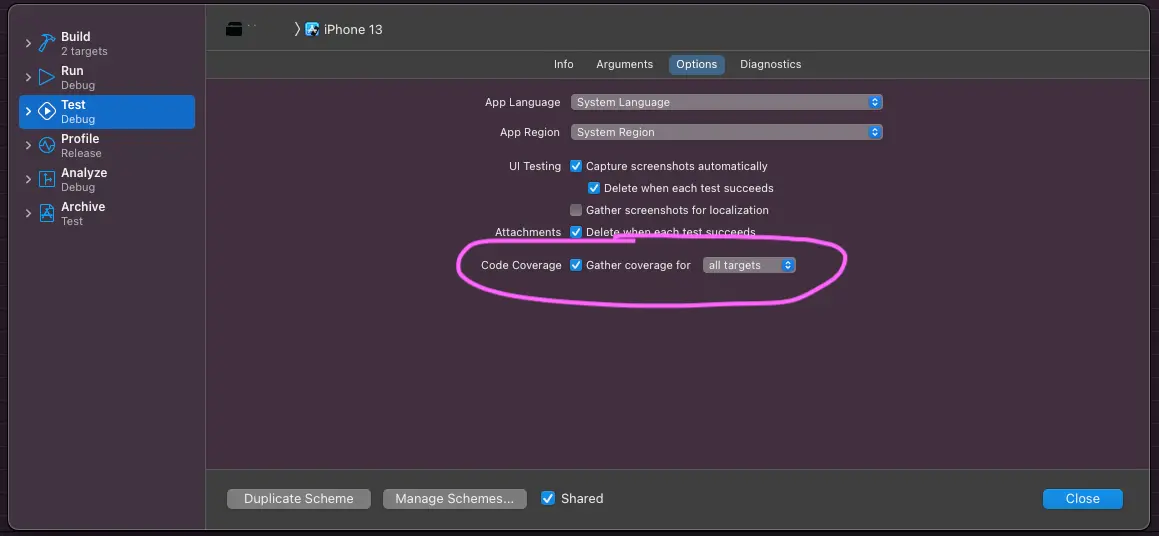 iPhone 13
Build
2 targets
Run
Debug
Test
Debug
Profile
Release
Analyze
Debug
Archive
Test
Info Arguments Options Diagnostics
App Language System Language
App Region System Region
UI Testing Capture screenshots automatically
Delete when each test succeeds
Gather screenshots for localization
Attachments Delete when each test succeeds
Code Coverage Gather coverage for all targets
Duplicate Scheme Manage Schemes... Shared Close